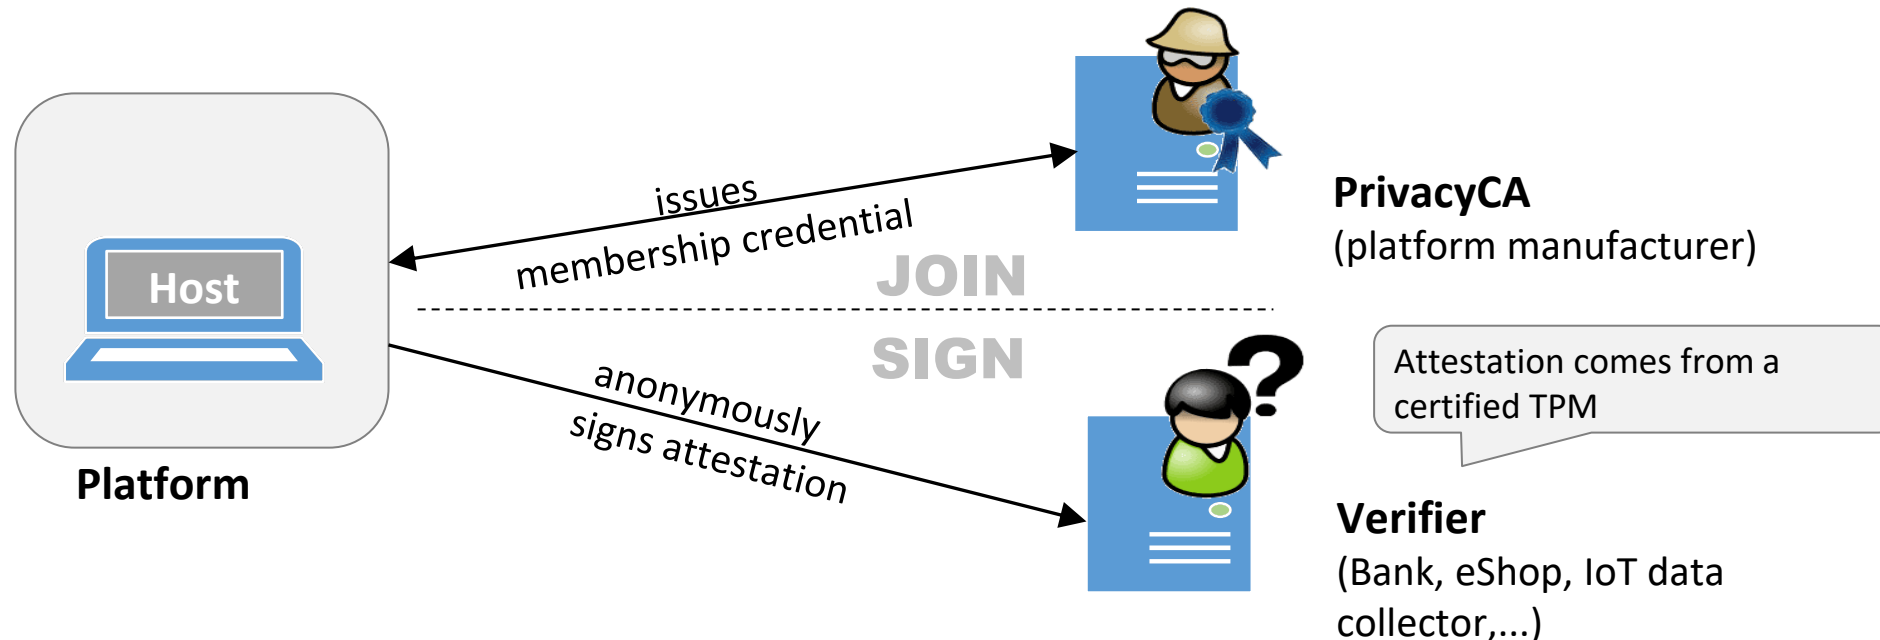 issues
membership credential
PrivacyCA
(platform manufacturer)
Host
JOIN
SIGN
anonymously
signs attestation
Attestation comes from a
certified TPM
Platform
Verifier
(Bank, eShop, IoT data
collector,...)